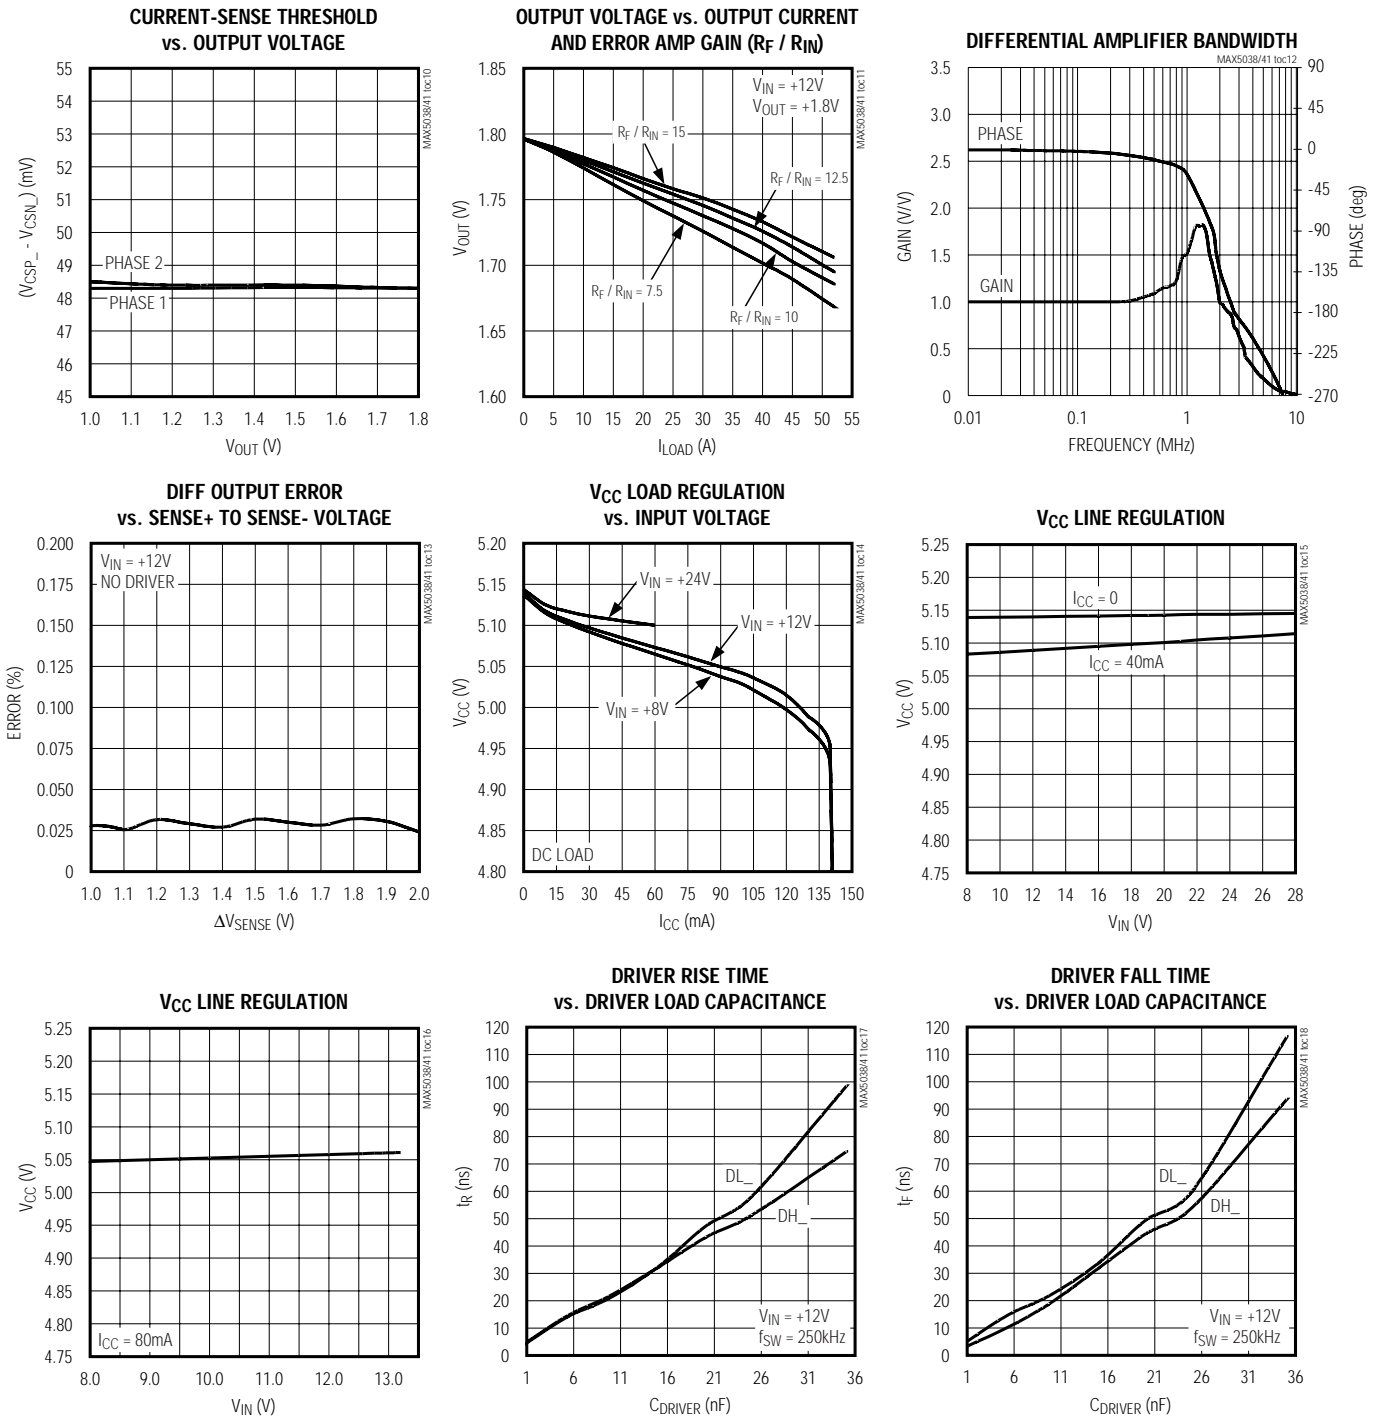 CURRENT-SENSE THRESHOLD
vs. OUTPUT VOLTAGE
MAX5038/41 toc10
55
54
53
52
51
50
49
48
47
46
45
(VCSP_ - VCSN_) (mV)
PHASE 2
PHASE 1
1.0 1.1 1.2 1.3 1.4 1.5 1.6 1.7 1.8
VOUT (V)
OUTPUT VOLTAGE vs. OUTPUT CURRENT
AND ERROR AMP GAIN (RF / RIN)
MAX5038/41 toc11
1.85
1.80
1.75
1.70
1.65
1.60
VOUT (V)
VIN = +12V
VOUT = +1.8V
RF / RIN = 15
RF / RIN = 12.5
RF / RIN = 7.5
RF / RIN = 10
0 5 10 15 20 25 30 35 40 45 50 55
ILOAD (A)
DIFFERENTIAL AMPLIFIER BANDWIDTH
MAX5038/41 toc12
3.5
3.0
2.5
2.0
1.5
1.0
0.5
0
GAIN (V/V)
PHASE
GAIN
90
45
0
-45
-90
-135
-180
-225
-270
PHASE (deg)
0.01 0.1 1 10
FREQUENCY (MHz)
DIFF OUTPUT ERROR
vs. SENSE+ TO SENSE- VOLTAGE
MAX5038/41 toc13
0.200
0.175
0.150
0.125
0.100
0.075
0.050
0.025
0
ERROR (%)
VIN = +12V
NO DRIVER
1.0 1.1 1.2 1.3 1.4 1.5 1.6 1.7 1.8 1.9 2.0
ΔVSENSE (V)
VCC LOAD REGULATION
vs. INPUT VOLTAGE
MAX5038/41 toc14
5.20
5.15
5.10
5.05
5.00
4.95
4.90
4.85
4.80
VCC (V)
VIN = +24V
VIN = +12V
VIN = +8V
DC LOAD
0 15 30 45 60 75 90 105 120 135 150
ICC (mA)
VCC LINE REGULATION
MAX5038/41 toc15
5.25
5.20
5.15
5.10
5.05
5.00
4.95
4.90
4.85
4.80
4.75
VCC (V)
ICC = 0
ICC = 40mA
8 10 12 14 16 18 20 22 24 26 28
VIN (V)
VCC LINE REGULATION
MAX5038/41 toc16
5.25
5.20
5.15
5.10
5.05
5.00
4.95
4.90
4.85
4.80
4.75
VCC (V)
ICC = 80mA
8.0 9.0 10.0 11.0 12.0 13.0
VIN (V)
DRIVER RISE TIME
vs. DRIVER LOAD CAPACITANCE
MAX5038/41 toc17
120
110
100
90
80
70
60
50
40
30
20
10
0
tR (ns)
DL_
DH_
VIN = +12V
fSW = 250kHz
1 6 11 16 21 26 31 36
CDRIVER (nF)
DRIVER FALL TIME
vs. DRIVER LOAD CAPACITANCE
MAX5038/41 toc18
120
110
100
90
80
70
60
50
40
30
20
10
0
tF (ns)
DL_
DH_
VIN = +12V
fSW = 250kHz
1 6 11 16 21 26 31 36
CDRIVER (nF)